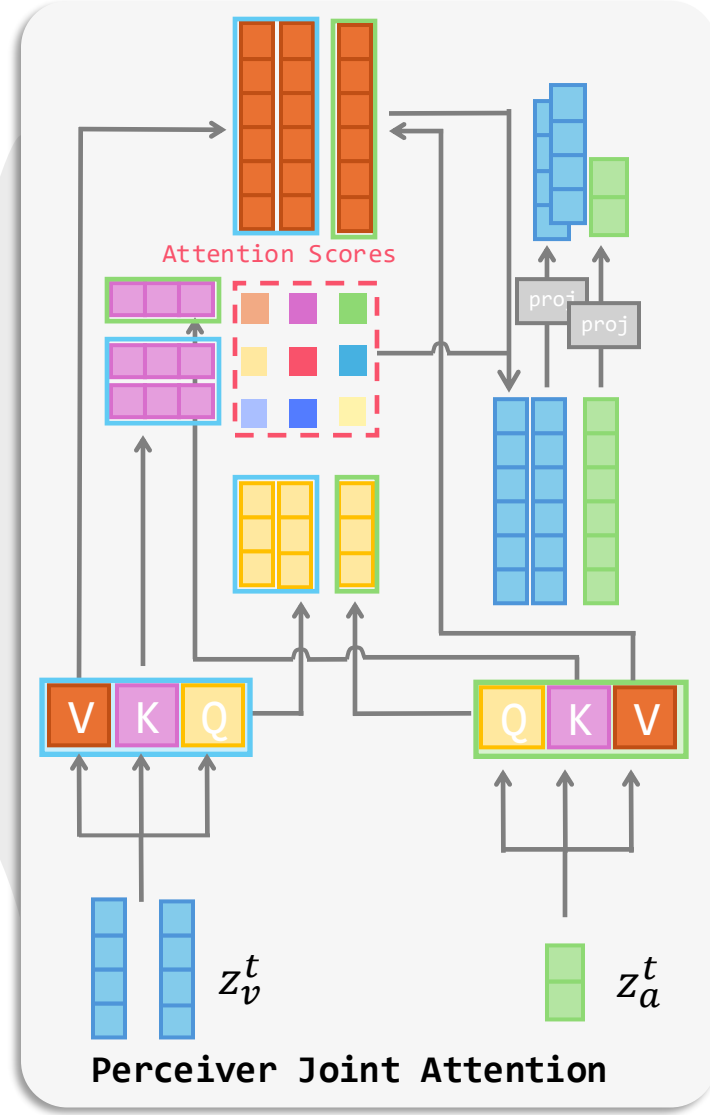 Attention Scores
proj
proj
V K Q
Q K V
z_v^t
z_a^t
Perceiver Joint Attention